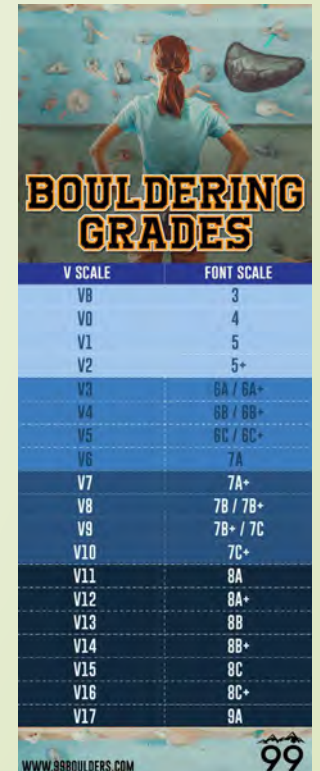 BOULDERING
GRADES
V SCALE FONT SCALE
VB 3
V0 4
V1 5
V2 5+
V3 6A / 6A+
V4 6B / 6B+
V5 6C / 6C+
V6 7A
V7 7A+
V8 7B / 7B+
V9 7B+ / 7C
V10 7C+
V11 8A
V12 8A+
V13 8B
V14 8B+
V15 8C
V16 8C+
V17 9A
WWW.99BOULDERS.COM 99